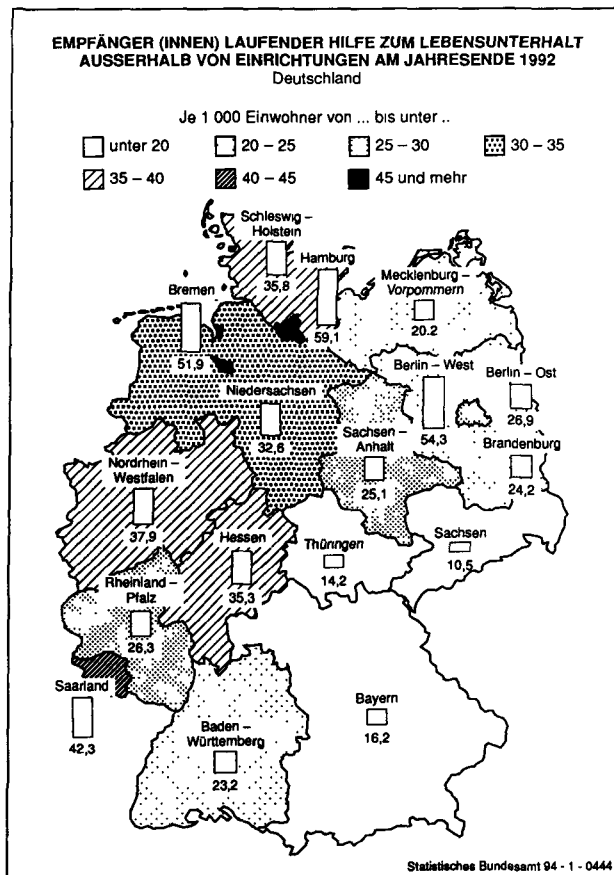 EMPFÄNGER (INNEN) LAUFENDER HILFE ZUM LEBENSUNTERHALT
AUSSERHALB VON EINRICHTUNGEN AM JAHRESENDE 1992
Deutschland
Je 1 000 Einwohner von ... bis unter ..
unter 20
20 – 25
25 – 30
30 – 35
35 – 40
40 – 45
45 und mehr
Schleswig –
Holstein
35,8
Hamburg
59,1
Mecklenburg –
Vorpommern
20.2
Bremen
51,9
Berlin – West
54,3
Berlin – Ost
26,9
Niedersachsen
32,6
Sachsen-
Anhalt
25,1
Brandenburg
24,2
Nordrhein –
Westfalen
37,9
Hessen
35,3
Thüringen
14,2
Sachsen
10,5
Rheinland –
Pfalz
26,3
Saarland
42,3
Baden –
Württemberg
23,2
Bayern
16,2
Statistisches Bundesamt 94 - 1 - 0444